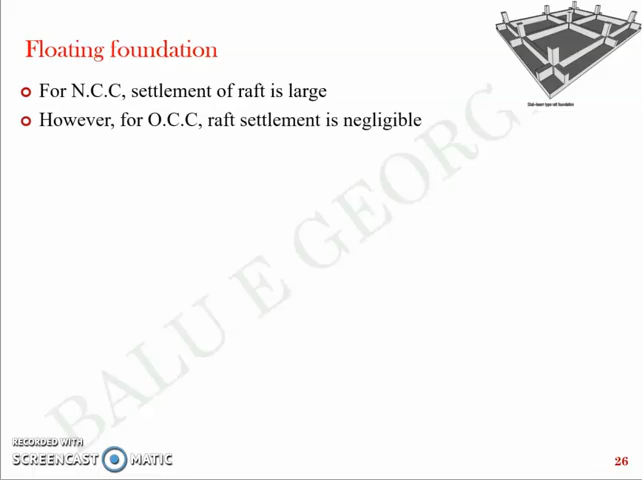 Floating foundation
For N.C.C, settlement of raft is large
However, for O.C.C, raft settlement is negligible
Slab-beam type raft foundation
BALU E GEORG
RECORDED WITH
SCREENCAST MATIC
26